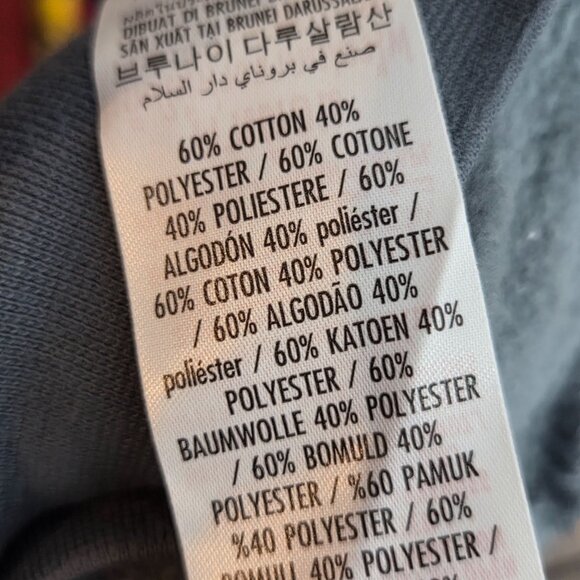 DIBUAT DI BRUNEI DARUSSALAM
SẢN XUẤT TẠI BRUNEI DARUSSALAM
브루나이 다루살람산
صنع في بروناي دار السلام
60% COTTON 40%
POLYESTER / 60% COTONE
40% POLIESTERE / 60%
ALGODÓN 40% poliéster /
60% COTON 40% POLYESTER
/ 60% ALGODÃO 40%
poliéster / 60% KATOEN 40%
POLYESTER / 60%
BAUMWOLLE 40% POLYESTER
/ 60% BOMULD 40%
POLYESTER / %60 PAMUK
%40 POLYESTER / 60%
BOMULL 40% POLYESTER /